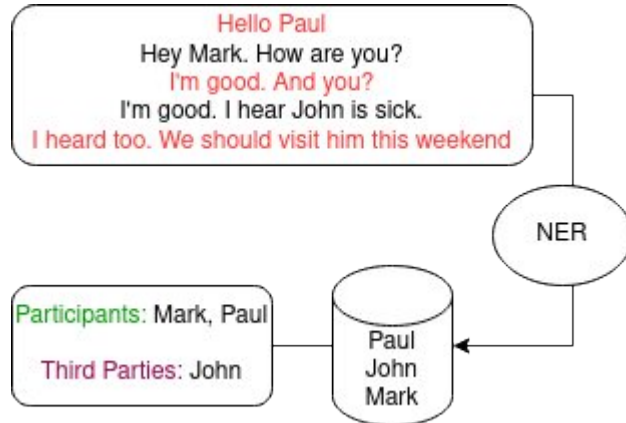 Hello Paul
Hey Mark. How are you?
I'm good. And you?
I'm good. I hear John is sick.
I heard too. We should visit him this weekend
NER
Paul
John
Mark
Participants: Mark, Paul
Third Parties: John